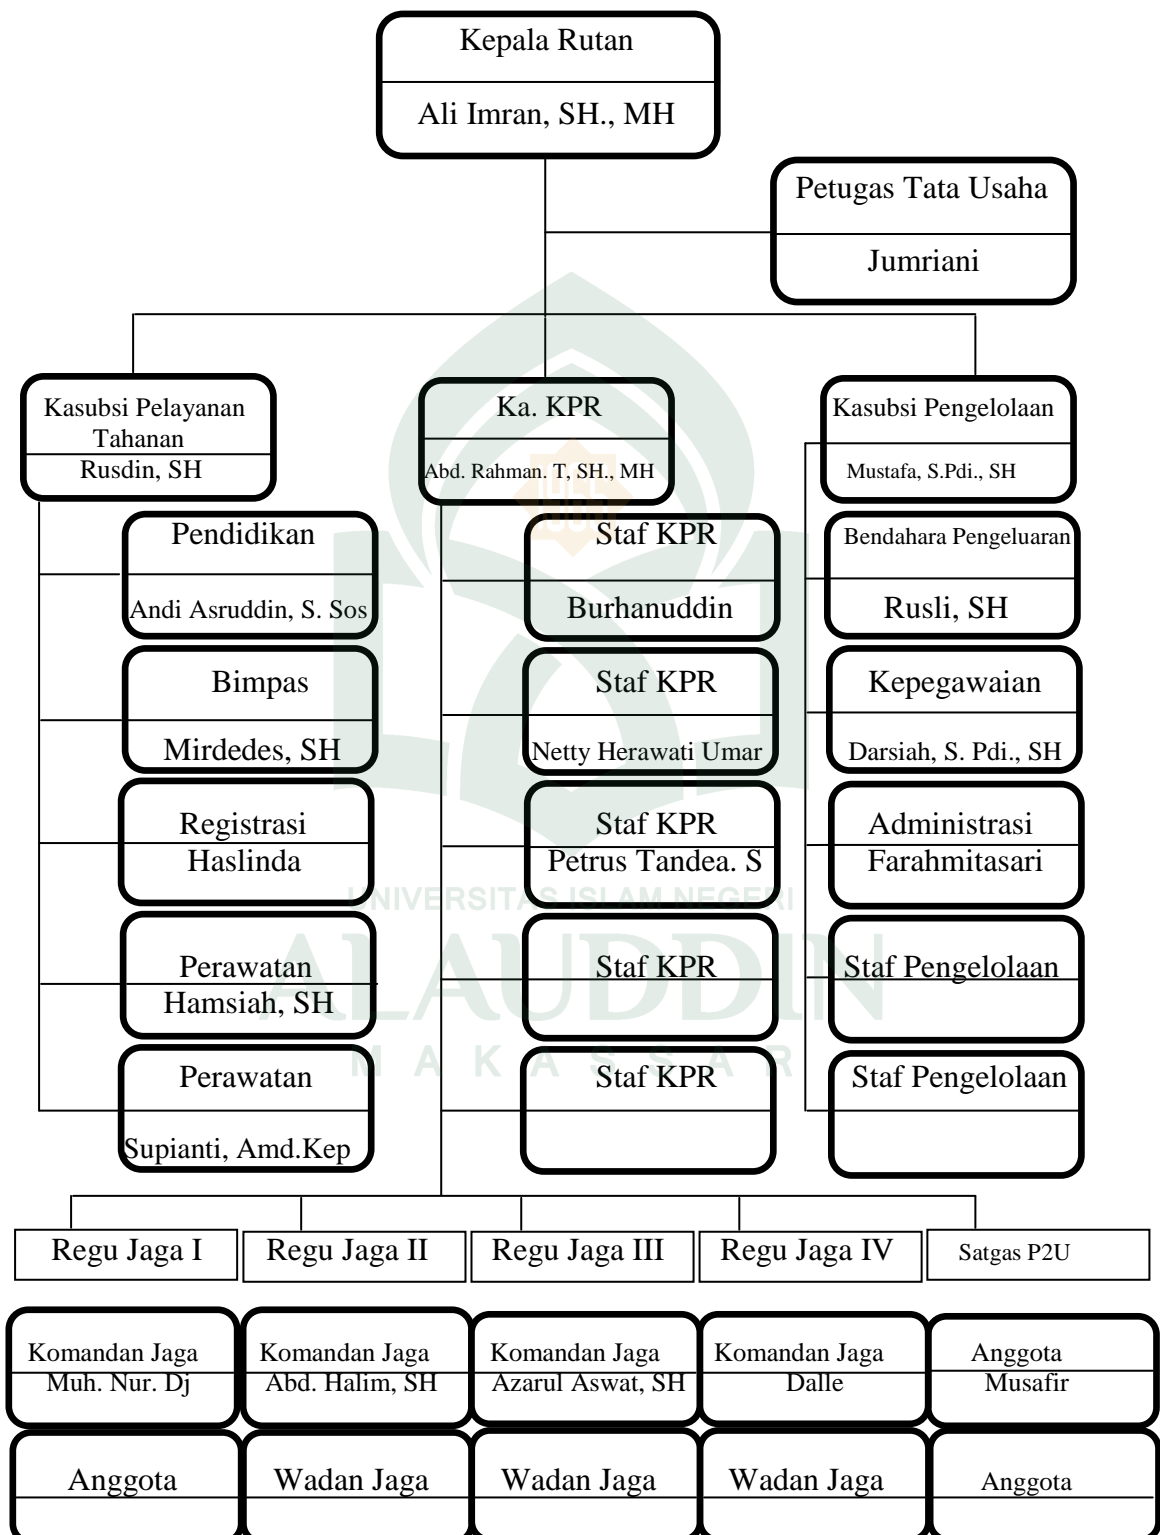 Kepala Rutan
Ali Imran, SH., MH
Petugas Tata Usaha
Jumriani
Kasubsi Pelayanan
Tahanan
Rusdin, SH
Ka. KPR
Abd. Rahman. T, SH., MH
Kasubsi Pengelolaan
Mustafa, S.Pdi., SH
Pendidikan
Andi Asruddin, S. Sos
Staf KPR
Burhanuddin
Bendahara Pengeluaran
Rusli, SH
Bimpas
Mirdedes, SH
Staf KPR
Netty Herawati Umar
Kepegawaian
Darsiah, S. Pdi., SH
Registrasi
Haslinda
Staf KPR
Petrus Tandea. S
Administrasi
Farahmitasari
Perawatan
Hamsiah, SH
Staf KPR
Staf Pengelolaan
Perawatan
Supianti, Amd.Kep
Staf KPR
Staf Pengelolaan
1965
UNIVERSITAS ISLAM NEGERI
ALAUDDIN
MAKASSAR
Regu Jaga I
Regu Jaga II
Regu Jaga III
Regu Jaga IV
Satgas P2U
Komandan Jaga
Muh. Nur. Dj
Komandan Jaga
Abd. Halim, SH
Komandan Jaga
Azarul Aswat, SH
Komandan Jaga
Dalle
Anggota
Musafir
Anggota
Wadan Jaga
Wadan Jaga
Wadan Jaga
Anggota